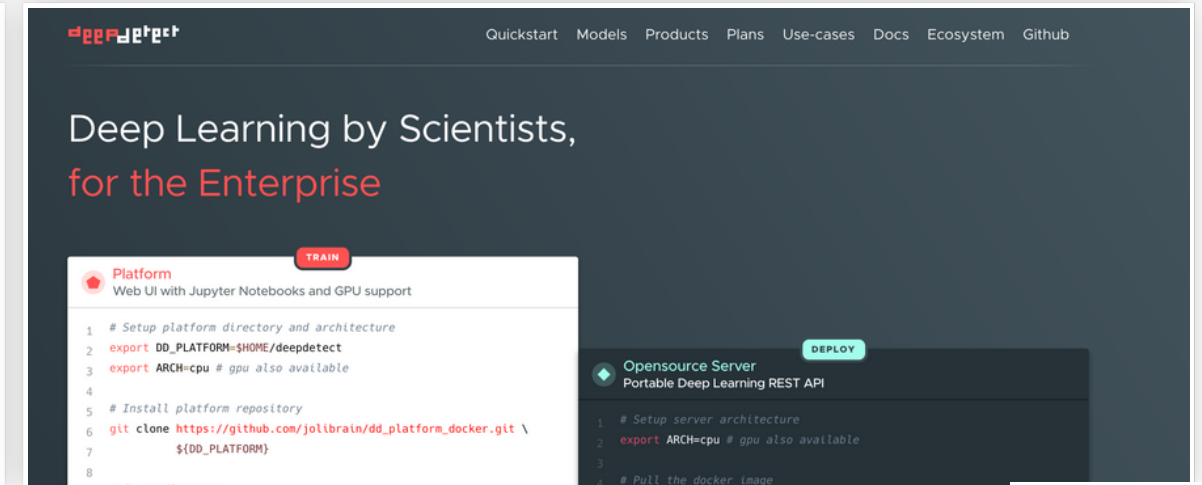 deepdetect
Quickstart Models Products Plans Use-cases Docs Ecosystem Github
Deep Learning by Scientists,
for the Enterprise
TRAIN
Platform
Web UI with Jupyter Notebooks and GPU support
1 # Setup platform directory and architecture
2 export DD_PLATFORM=$HOME/deepdetect
3 export ARCH=cpu # gpu also available
4
5 # Install platform repository
6 git clone https://github.com/jolibrain/dd_platform_docker.git \
7 ${DD_PLATFORM}
8
DEPLOY
Opensource Server
Portable Deep Learning REST API
1 # Setup server architecture
2 export ARCH=cpu # gpu also available
3
4 # Pull the docker image